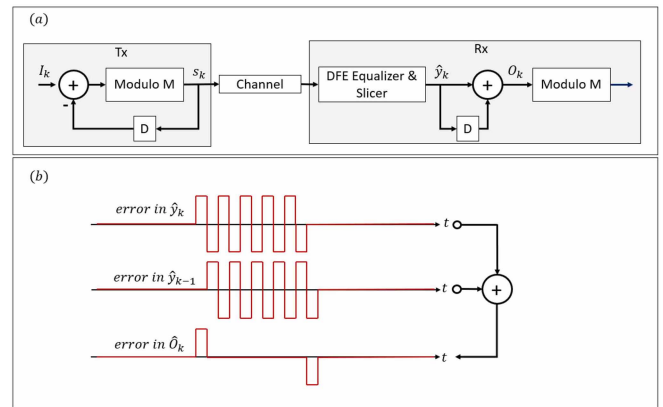 (a)
Tx
Rx
I_k
+
-
Modulo M
s_k
D
Channel
DFE Equalizer &
Slicer
ŷ_k
+
O_k
Modulo M
D
(b)
error in ŷ_k
t
error in ŷ_{k-1}
t
+
error in Ô_k
t